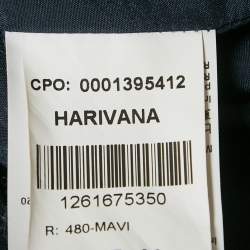 CPO: 0001395412
HARIVANA
1261675350
R: 480-MAVI